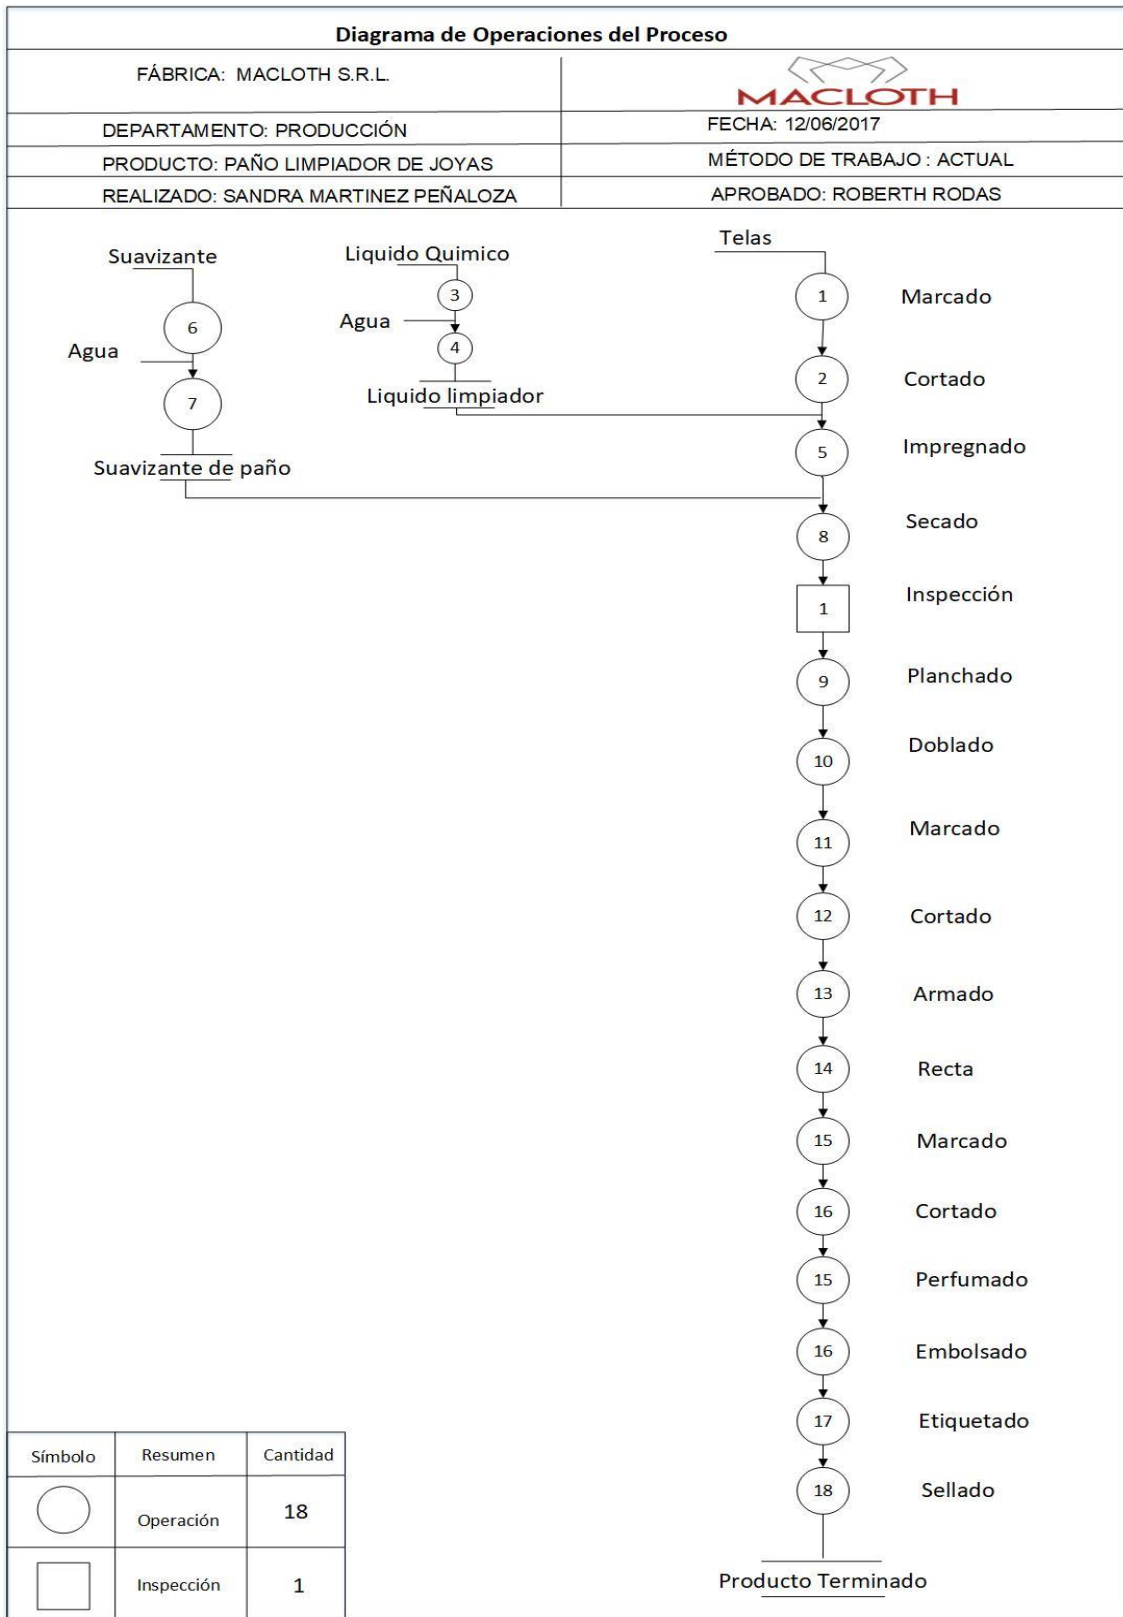 Diagrama de Operaciones del Proceso
FÁBRICA: MACLOTH S.R.L.
MACLOTH
DEPARTAMENTO: PRODUCCIÓN
FECHA: 12/06/2017
PRODUCTO: PAÑO LIMPIADOR DE JOYAS
MÉTODO DE TRABAJO : ACTUAL
REALIZADO: SANDRA MARTINEZ PEÑALOZA
APROBADO: ROBERTH RODAS
Suavizante
6
Agua
7
Suavizante de paño
Liquido Quimico
3
Agua
4
Liquido limpiador
Telas
1 Marcado
2 Cortado
5 Impregnado
8 Secado
1 Inspección
9 Planchado
10 Doblado
11 Marcado
12 Cortado
13 Armado
14 Recta
15 Marcado
16 Cortado
15 Perfumado
16 Embolsado
17 Etiquetado
18 Sellado
Producto Terminado
Símbolo Resumen Cantidad
Operación 18
Inspección 1